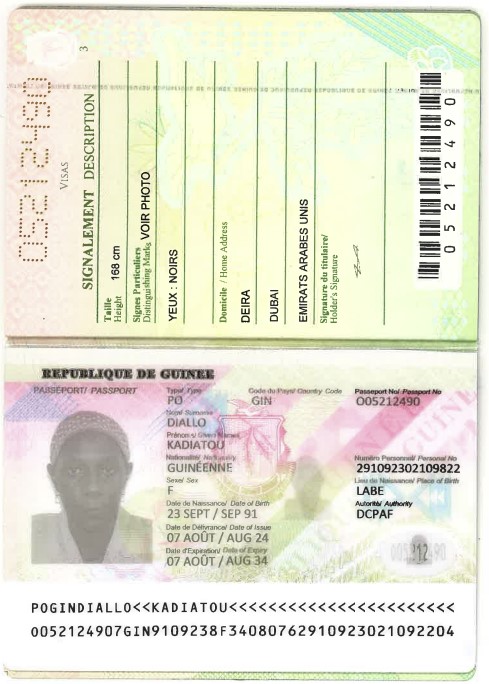 3
00521249O
VISAS
SIGNALEMENT DESCRIPTION
Taille
Height 168 cm
Signes Particuliers
Distinguishing Marks VOIR PHOTO
YEUX : NOIRS
Domicile / Home Address
DEIRA
DUBAI
EMIRATS ARABES UNIS
Signature du titulaire/
Holder's Signature
0 5 2 1 2 4 9 0
REPUBLIQUE DE GUINEE
PASSEPORT/ PASSPORT
Type/ Type
PO
Code du Pays/ Country Code
GIN
Passeport No/ Passport No
O05212490
Nom/ Surname
DIALLO
Prénoms/ Given Names
KADIATOU
Nationalité/ Nationality
GUINÉENNE
Numéro Personnel/ Personal No
291092302109822
Sexe/ Sex
F
Lieu de Naissance/ Place of Birth
LABE
Date de Naissance/ Date of Birth
23 SEPT / SEP 91
Autorité/ Authority
DCPAF
Date de Délivrance/ Date of Issue
07 AOÛT / AUG 24
Date d'Expiration/ Date of Expiry
07 AOÛT / AUG 34
POGINDIALLO<<KADIATOU<<<<<<<<<<<<<<<<<<<<<<<
O052124907GIN9109238F34080762910923021092204